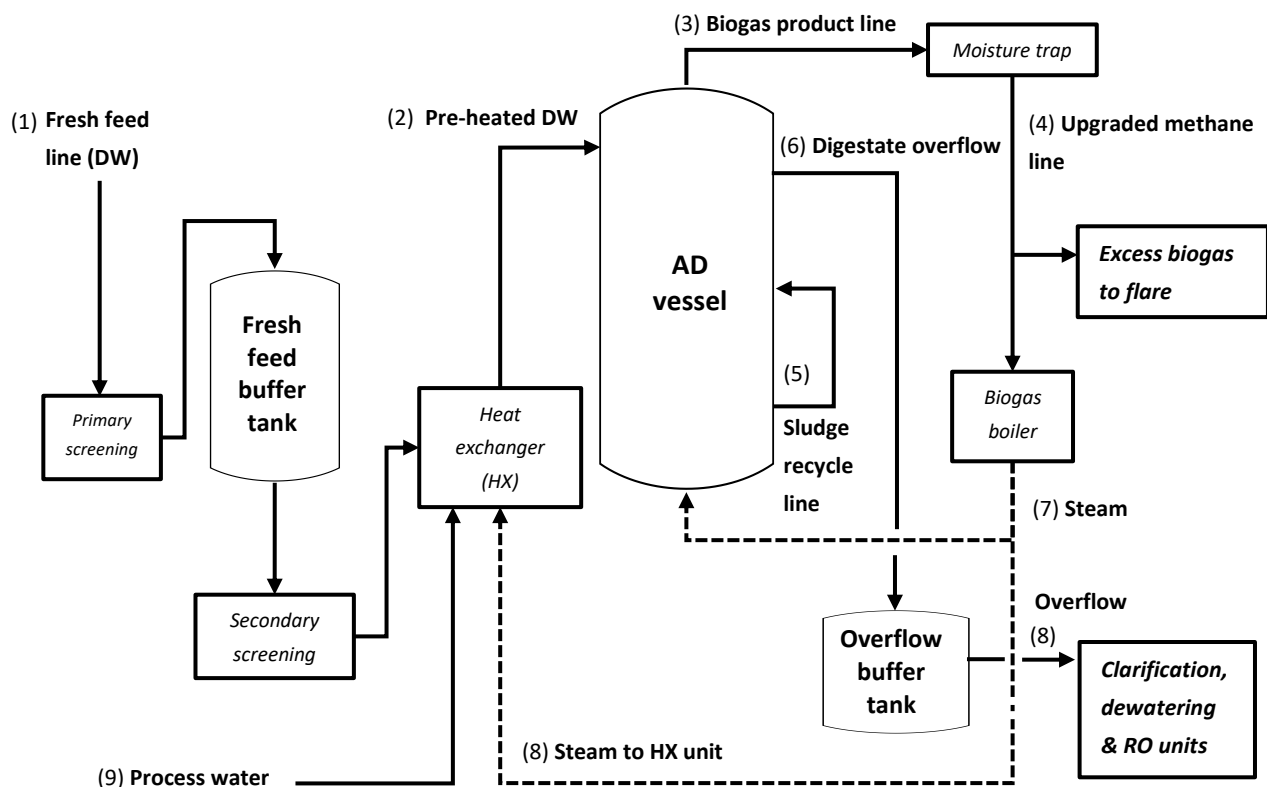 (3) Biogas product line
Moisture trap
(1) Fresh feed
line (DW)
(2) Pre-heated DW
(4) Upgraded methane
line
(6) Digestate overflow
Excess biogas
to flare
AD
vessel
Fresh
feed
buffer
tank
Primary
screening
Heat
exchanger
(HX)
(5)
Sludge
recycle
line
Biogas
boiler
(7) Steam
Secondary
screening
Overflow
buffer
tank
Overflow
(8)
Clarification,
dewatering
& RO units
(8) Steam to HX unit
(9) Process water